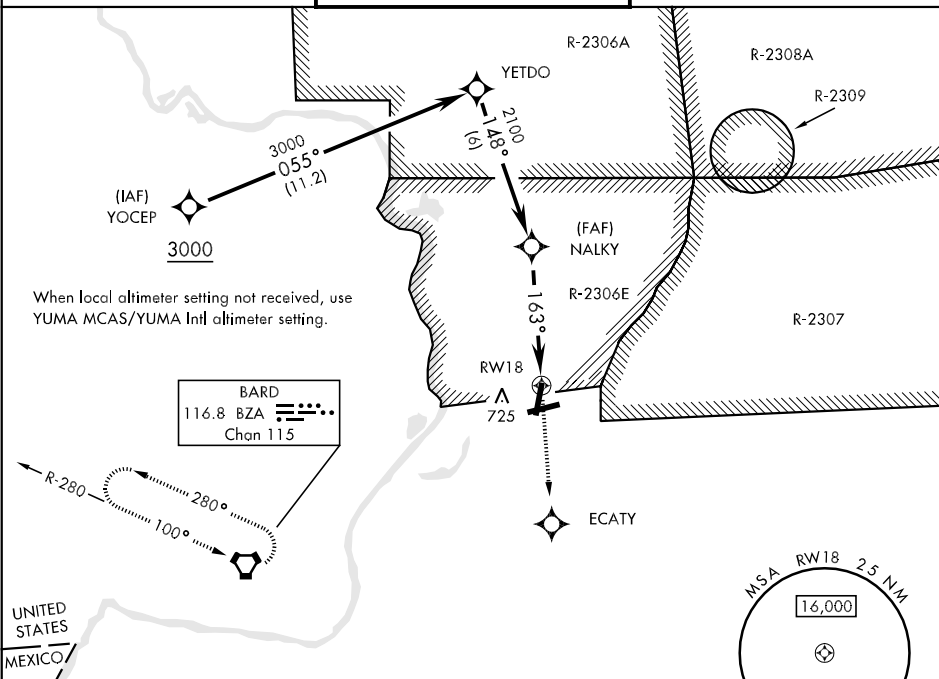 R-2306A
R-2308A
YETDO
R-2309
2100
148°
(6)
3000
055°
(11.2)
(IAF)
YOCEP
3000
(FAF)
NALKY
When local altimeter setting not received, use
YUMA MCAS/YUMA Intl altimeter setting.
R-2306E
163°
R-2307
RW18
725
BARD
116.8 BZA
Chan 115
R-280
280°
100°
ECATY
MSA RW18 25 NM
16,000
UNITED
STATES
MEXICO